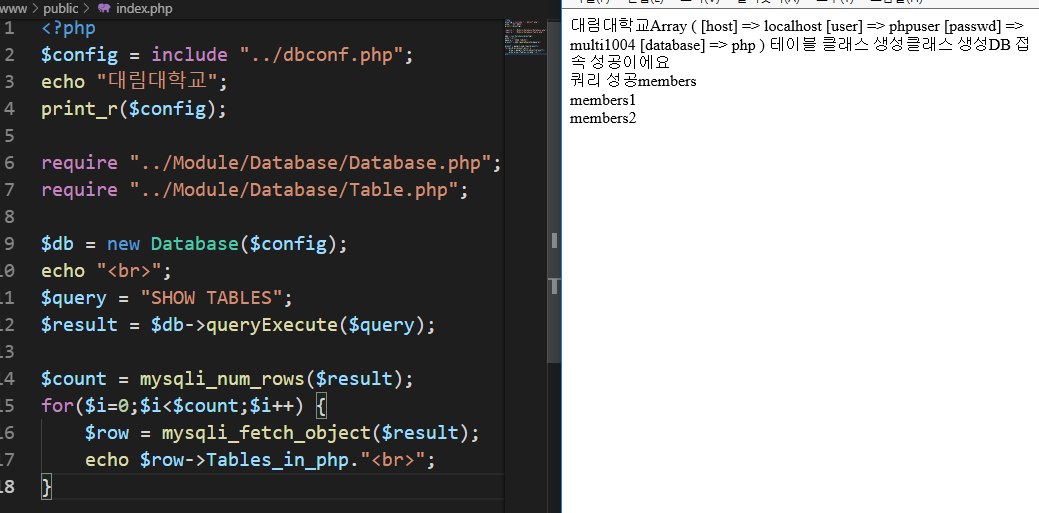 www > public > index.php
1 <?php
2 $config = include "../dbconf.php";
3 echo "대림대학교";
4 print_r($config);
5
6 require "../Module/Database/Database.php";
7 require "../Module/Database/Table.php";
8
9 $db = new Database($config);
10 echo "<br>";
11 $query = "SHOW TABLES";
12 $result = $db->queryExecute($query);
13
14 $count = mysqli_num_rows($result);
15 for($i=0;$i<$count;$i++) {
16 $row = mysqli_fetch_object($result);
17 echo $row->Tables_in_php."<br>";
18 }
대림대학교Array ( [host] => localhost [user] => phpuser [passwd] =>
multi1004 [database] => php ) 테이블 클래스 생성클래스 생성DB 접
속 성공이에요
쿼리 성공members
members1
members2